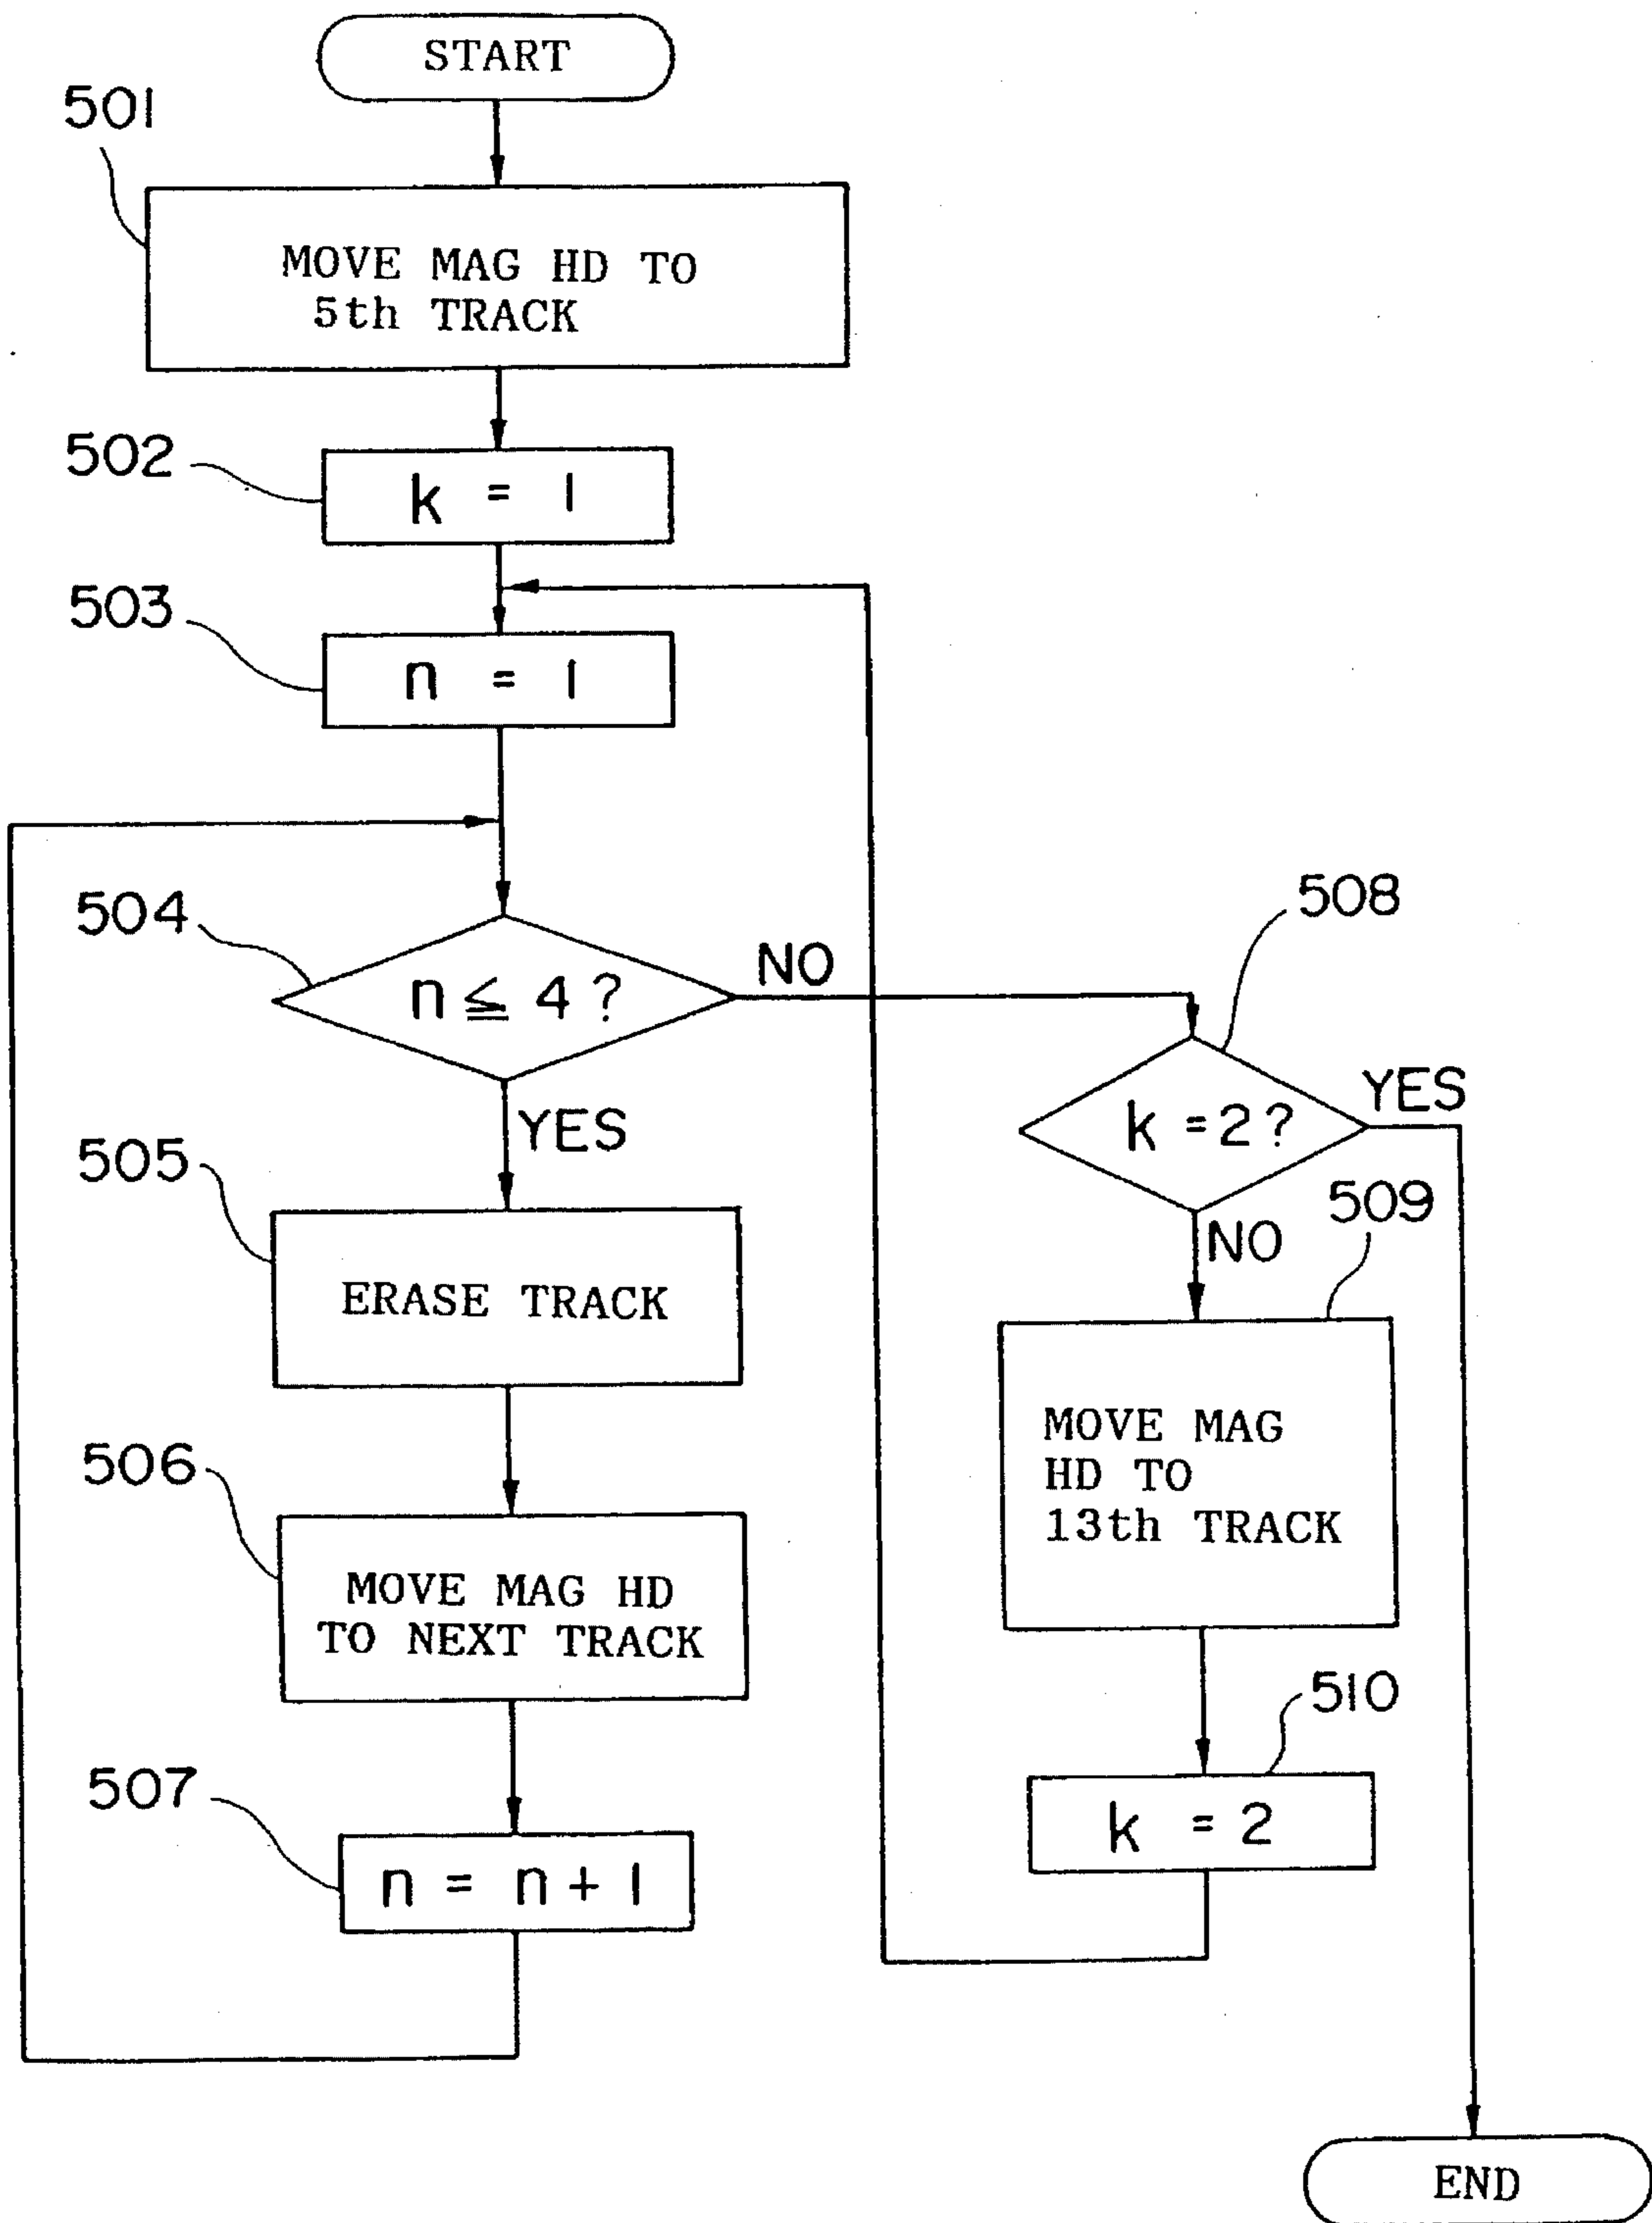 START
501
MOVE MAG HD TO
5th TRACK
502
k = 1
503
n = 1
504
n ≦ 4 ?
NO
YES
505
ERASE TRACK
506
MOVE MAG HD
TO NEXT TRACK
507
n = n + 1
508
k = 2 ?
YES
NO
509
MOVE MAG
HD TO
13th TRACK
510
k = 2
END